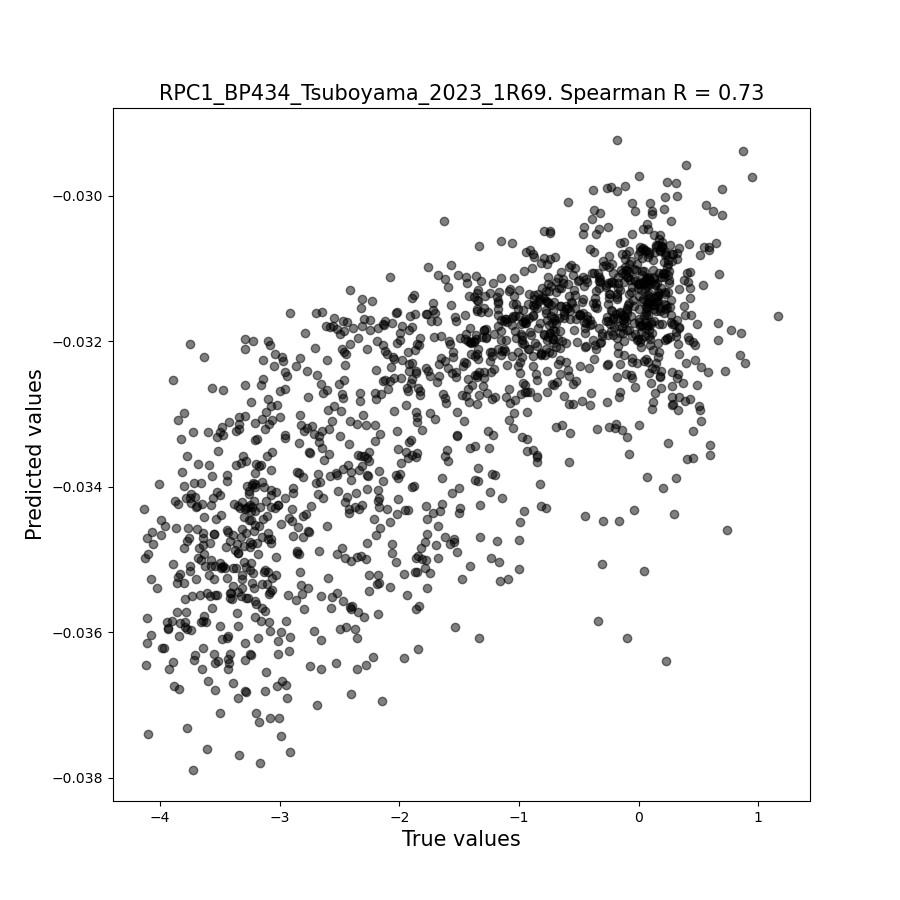 RPC1_BP434_Tsuboyama_2023_1R69. Spearman R = 0.73
Predicted values
−0.030
−0.032
−0.034
−0.036
−0.038
−4 −3 −2 −1 0 1
True values